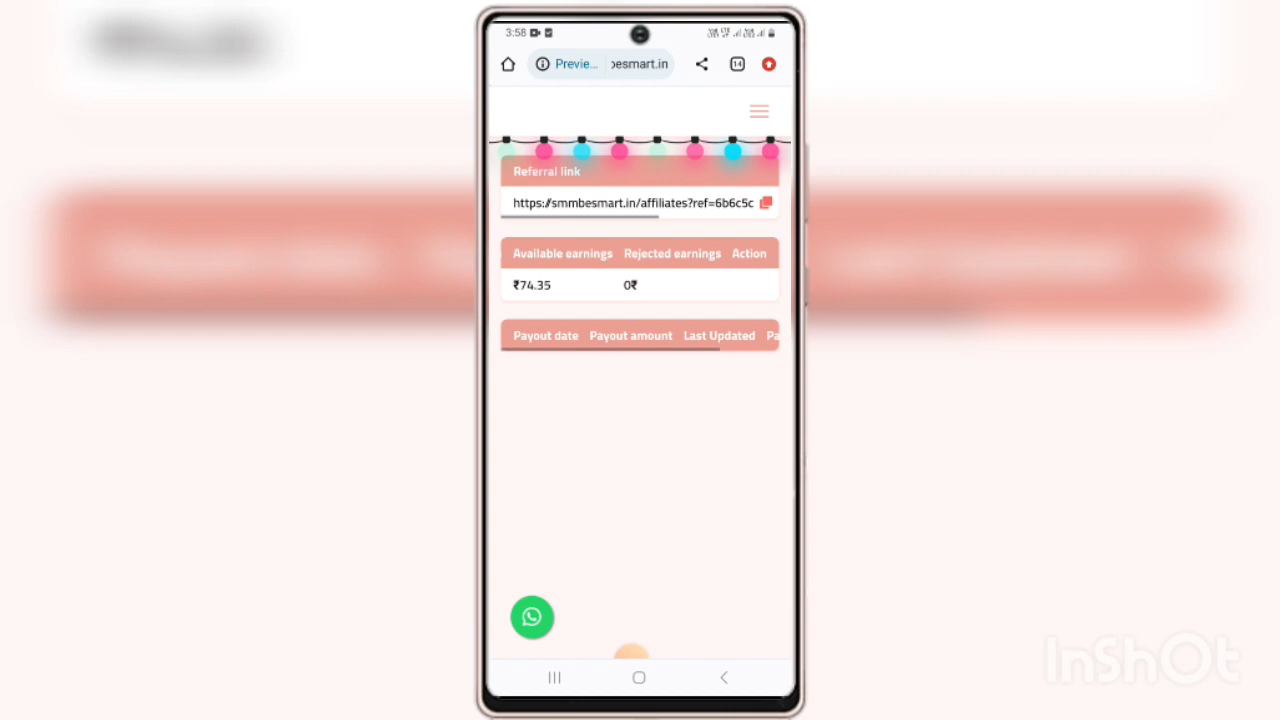 3:58
Previe... besmart.in 14
Referral link
https://smmbesmart.in/affiliates?ref=6b6c5c
Available earnings Rejected earnings Action
₹74.35 0₹
Payout date Payout amount Last Updated Pa
InShOt